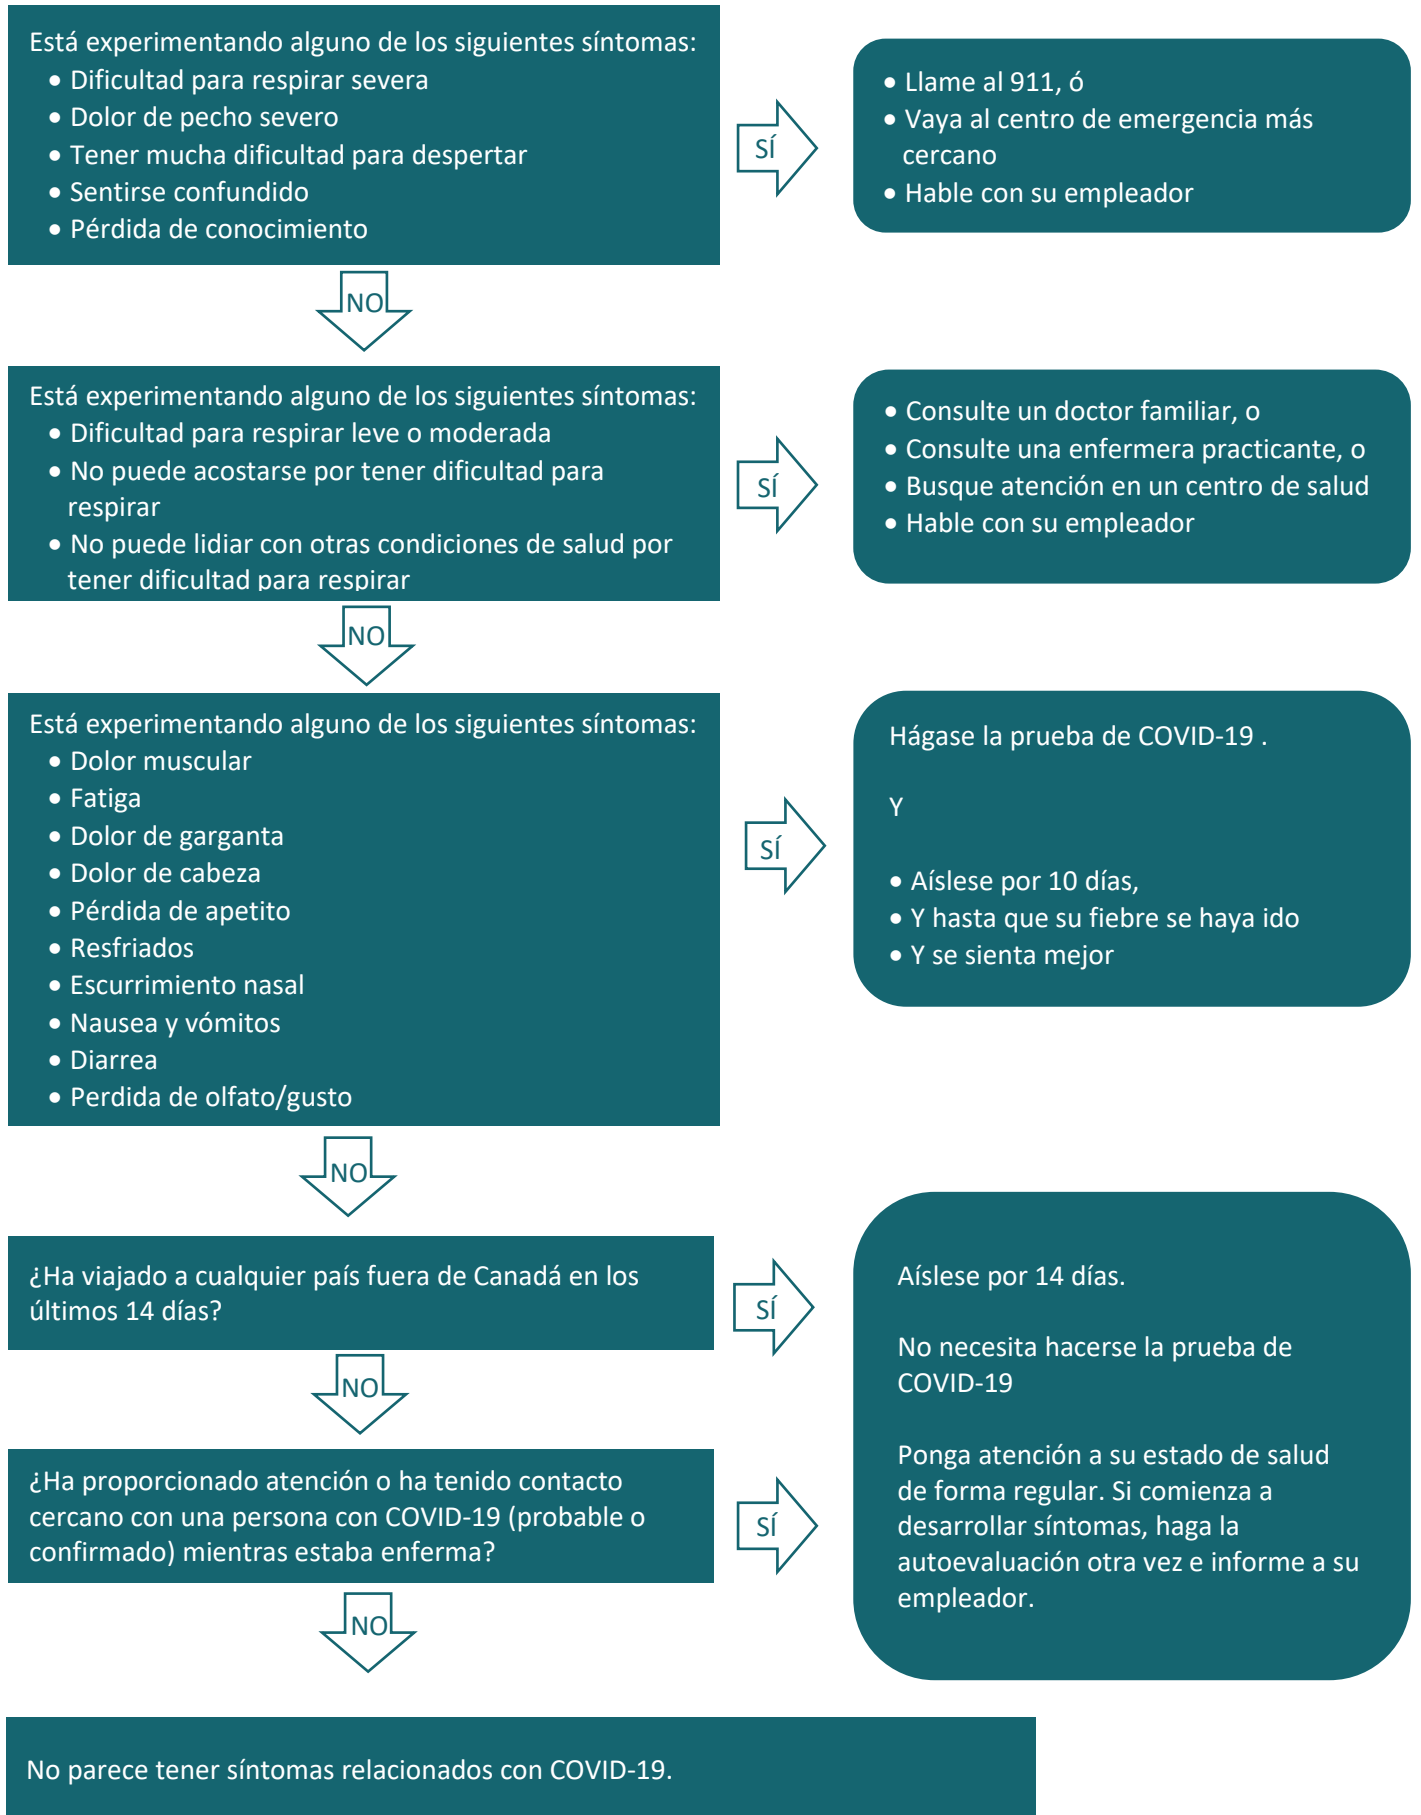 Está experimentando alguno de los siguientes síntomas:
• Dificultad para respirar severa
• Dolor de pecho severo
• Tener mucha dificultad para despertar
• Sentirse confundido
• Pérdida de conocimiento
SÍ
• Llame al 911, ó
• Vaya al centro de emergencia más
cercano
• Hable con su empleador
NO
Está experimentando alguno de los siguientes síntomas:
• Dificultad para respirar leve o moderada
• No puede acostarse por tener dificultad para
respirar
• No puede lidiar con otras condiciones de salud por
tener dificultad para respirar
SÍ
• Consulte un doctor familiar, o
• Consulte una enfermera practicante, o
• Busque atención en un centro de salud
• Hable con su empleador
NO
Está experimentando alguno de los siguientes síntomas:
• Dolor muscular
• Fatiga
• Dolor de garganta
• Dolor de cabeza
• Pérdida de apetito
• Resfriados
• Escurrimiento nasal
• Nausea y vómitos
• Diarrea
• Perdida de olfato/gusto
SÍ
Hágase la prueba de COVID-19 .
Y
• Aíslese por 10 días,
• Y hasta que su fiebre se haya ido
• Y se sienta mejor
NO
¿Ha viajado a cualquier país fuera de Canadá en los
últimos 14 días?
SÍ
NO
¿Ha proporcionado atención o ha tenido contacto
cercano con una persona con COVID-19 (probable o
confirmado) mientras estaba enferma?
SÍ
Aíslese por 14 días.
No necesita hacerse la prueba de
COVID-19
Ponga atención a su estado de salud
de forma regular. Si comienza a
desarrollar síntomas, haga la
autoevaluación otra vez e informe a su
empleador.
NO
No parece tener síntomas relacionados con COVID-19.